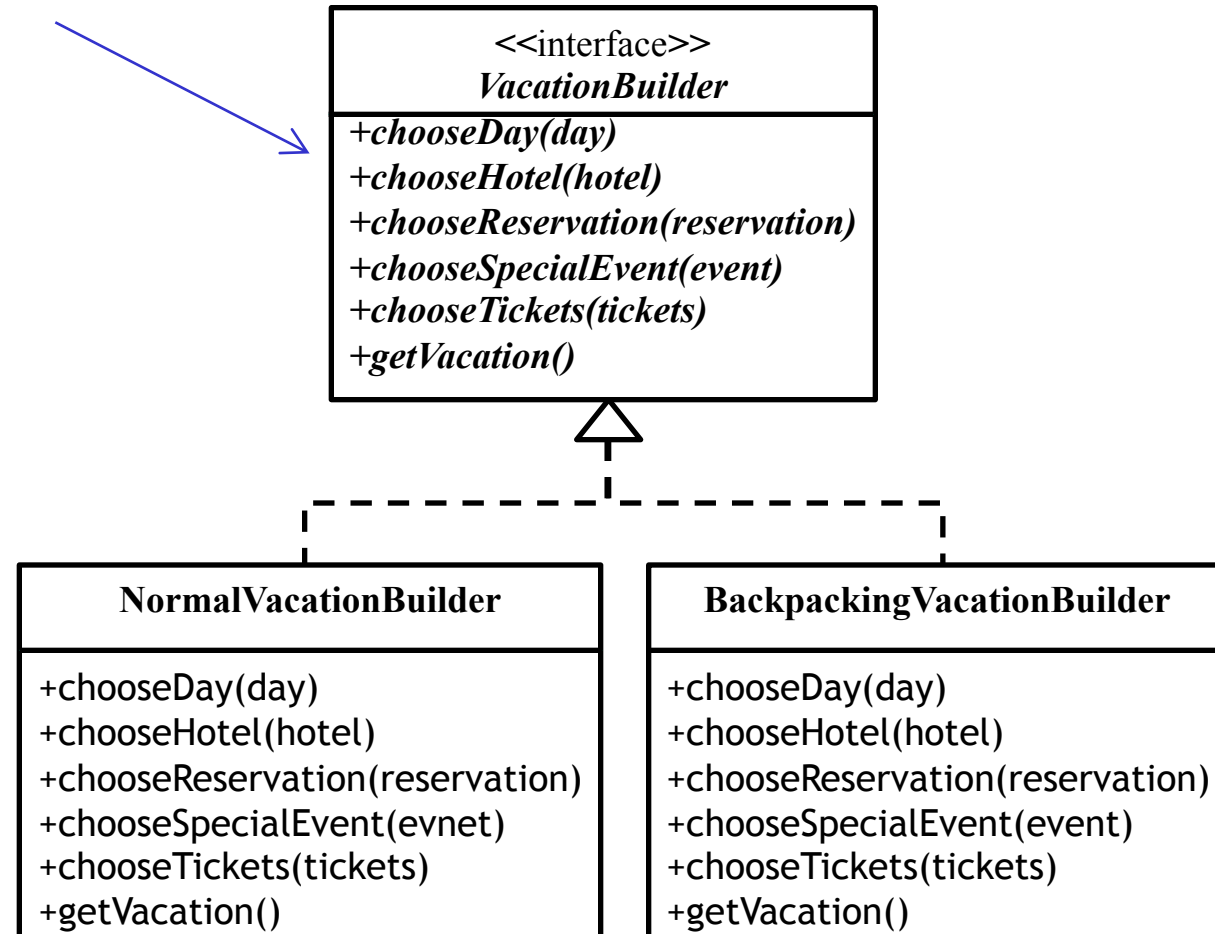 <<interface>>
VacationBuilder
+chooseDay(day)
+chooseHotel(hotel)
+chooseReservation(reservation)
+chooseSpecialEvent(event)
+chooseTickets(tickets)
+getVacation()
NormalVacationBuilder
+chooseDay(day)
+chooseHotel(hotel)
+chooseReservation(reservation)
+chooseSpecialEvent(evnet)
+chooseTickets(tickets)
+getVacation()
BackpackingVacationBuilder
+chooseDay(day)
+chooseHotel(hotel)
+chooseReservation(reservation)
+chooseSpecialEvent(event)
+chooseTickets(tickets)
+getVacation()